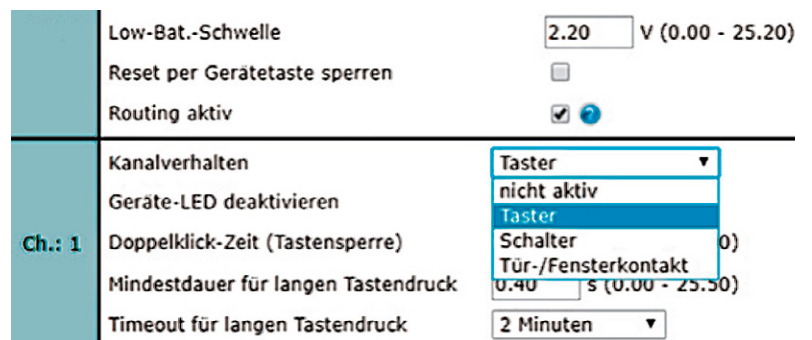 Low-Bat.-Schwelle 2.20 V (0.00 - 25.20)
Reset per Gerätetaste sperren
Routing aktiv ?
Kanalverhalten Taster
Geräte-LED deaktivieren nicht aktiv
Taster
Ch.: 1 Doppelklick-Zeit (Tastensperre) Schalter 0)
Tür-/Fensterkontakt
Mindestdauer für langen Tastendruck 0.40 s (0.00 - 25.50)
Timeout für langen Tastendruck 2 Minuten